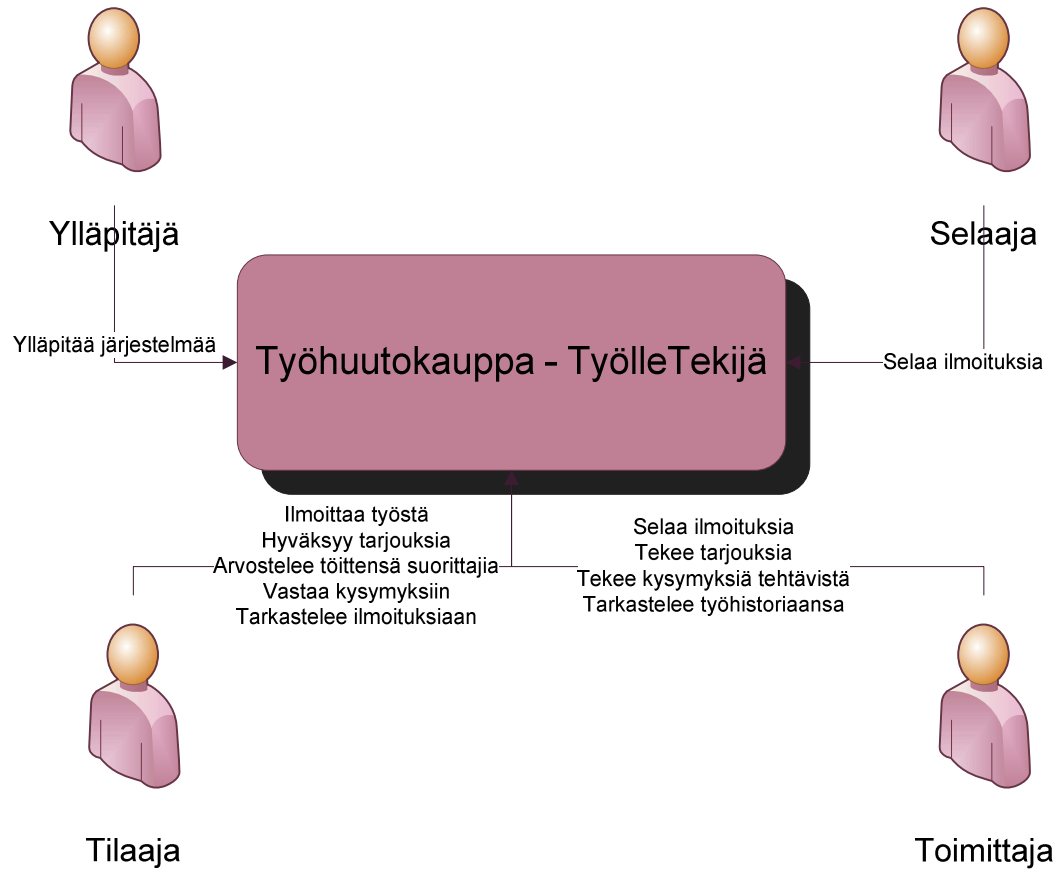 Ylläpitäjä
Selaaja
Ylläpitää järjestelmää
Työhuutokauppa - TyölleTekijä
Selaa ilmoituksia
Ilmoittaa työstä
Hyväksyy tarjouksia
Arvostelee töittensä suorittajia
Vastaa kysymyksiin
Tarkastelee ilmoituksiaan
Selaa ilmoituksia
Tekee tarjouksia
Tekee kysymyksiä tehtävistä
Tarkastelee työhistoriaansa
Tilaaja
Toimittaja